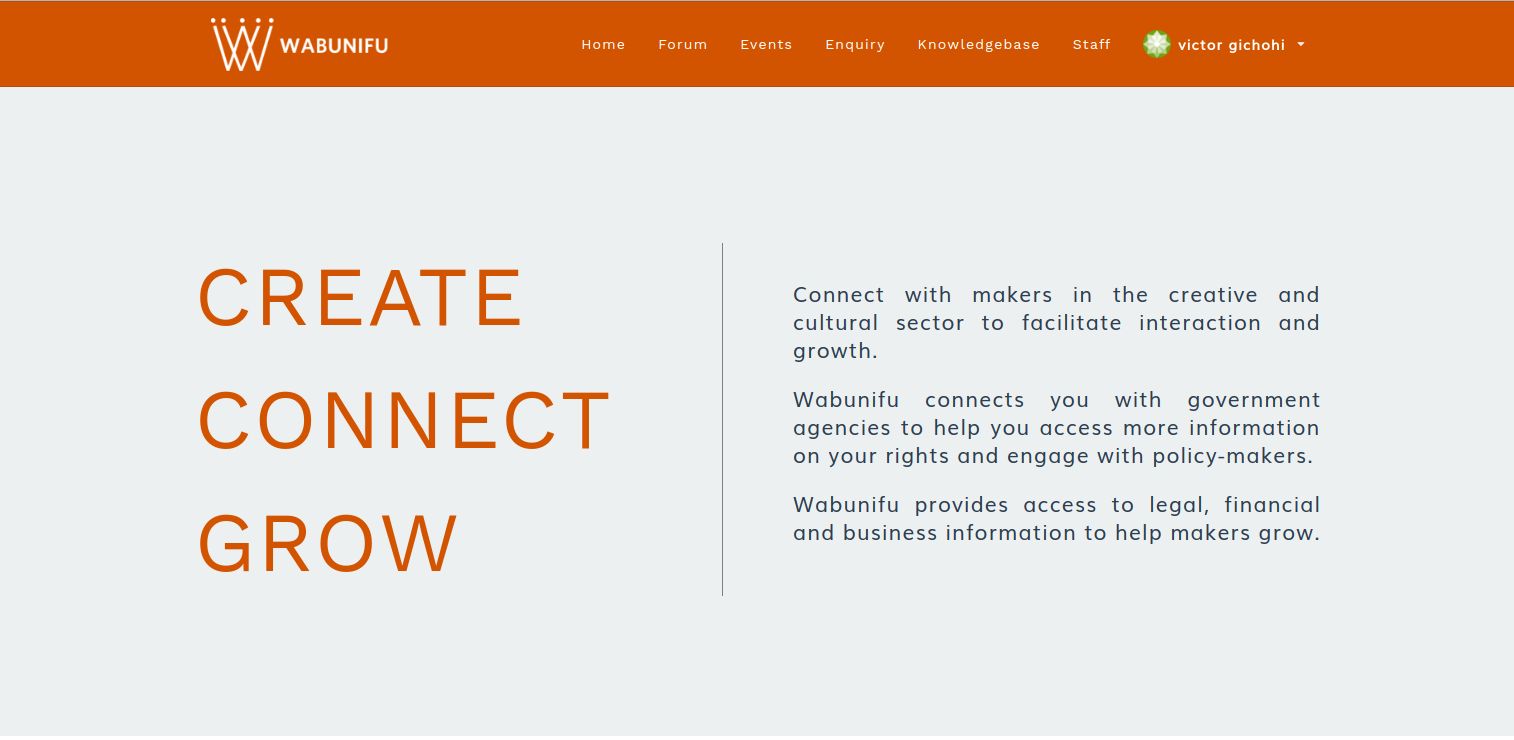 WABUNIFU
Home Forum Events Enquiry Knowledgebase Staff victor gichohi
CREATE
CONNECT
GROW
Connect with makers in the creative and
cultural sector to facilitate interaction and
growth.
Wabunifu connects you with government
agencies to help you access more information
on your rights and engage with policy-makers.
Wabunifu provides access to legal, financial
and business information to help makers grow.